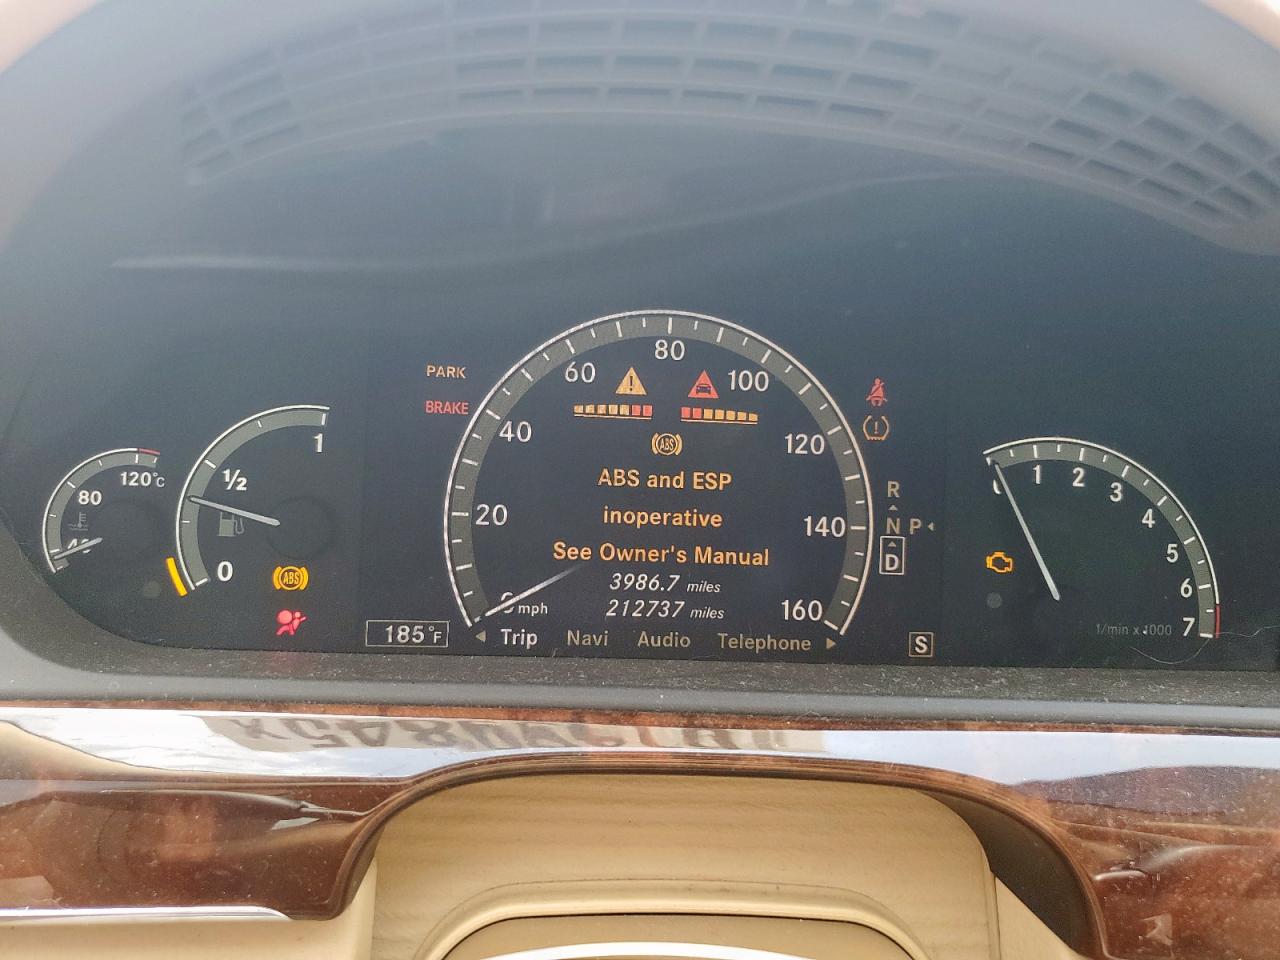 120°C
80
40
1
1/2
0
ABS
PARK
BRAKE
185°F
60
80
100
40
120
20
140
160
ABS
ABS and ESP
inoperative
See Owner's Manual
3986.7 miles
212737 miles
mph
Trip Navi Audio Telephone
R
N P
D
S
1
2
3
4
5
6
7
1/min x 1000